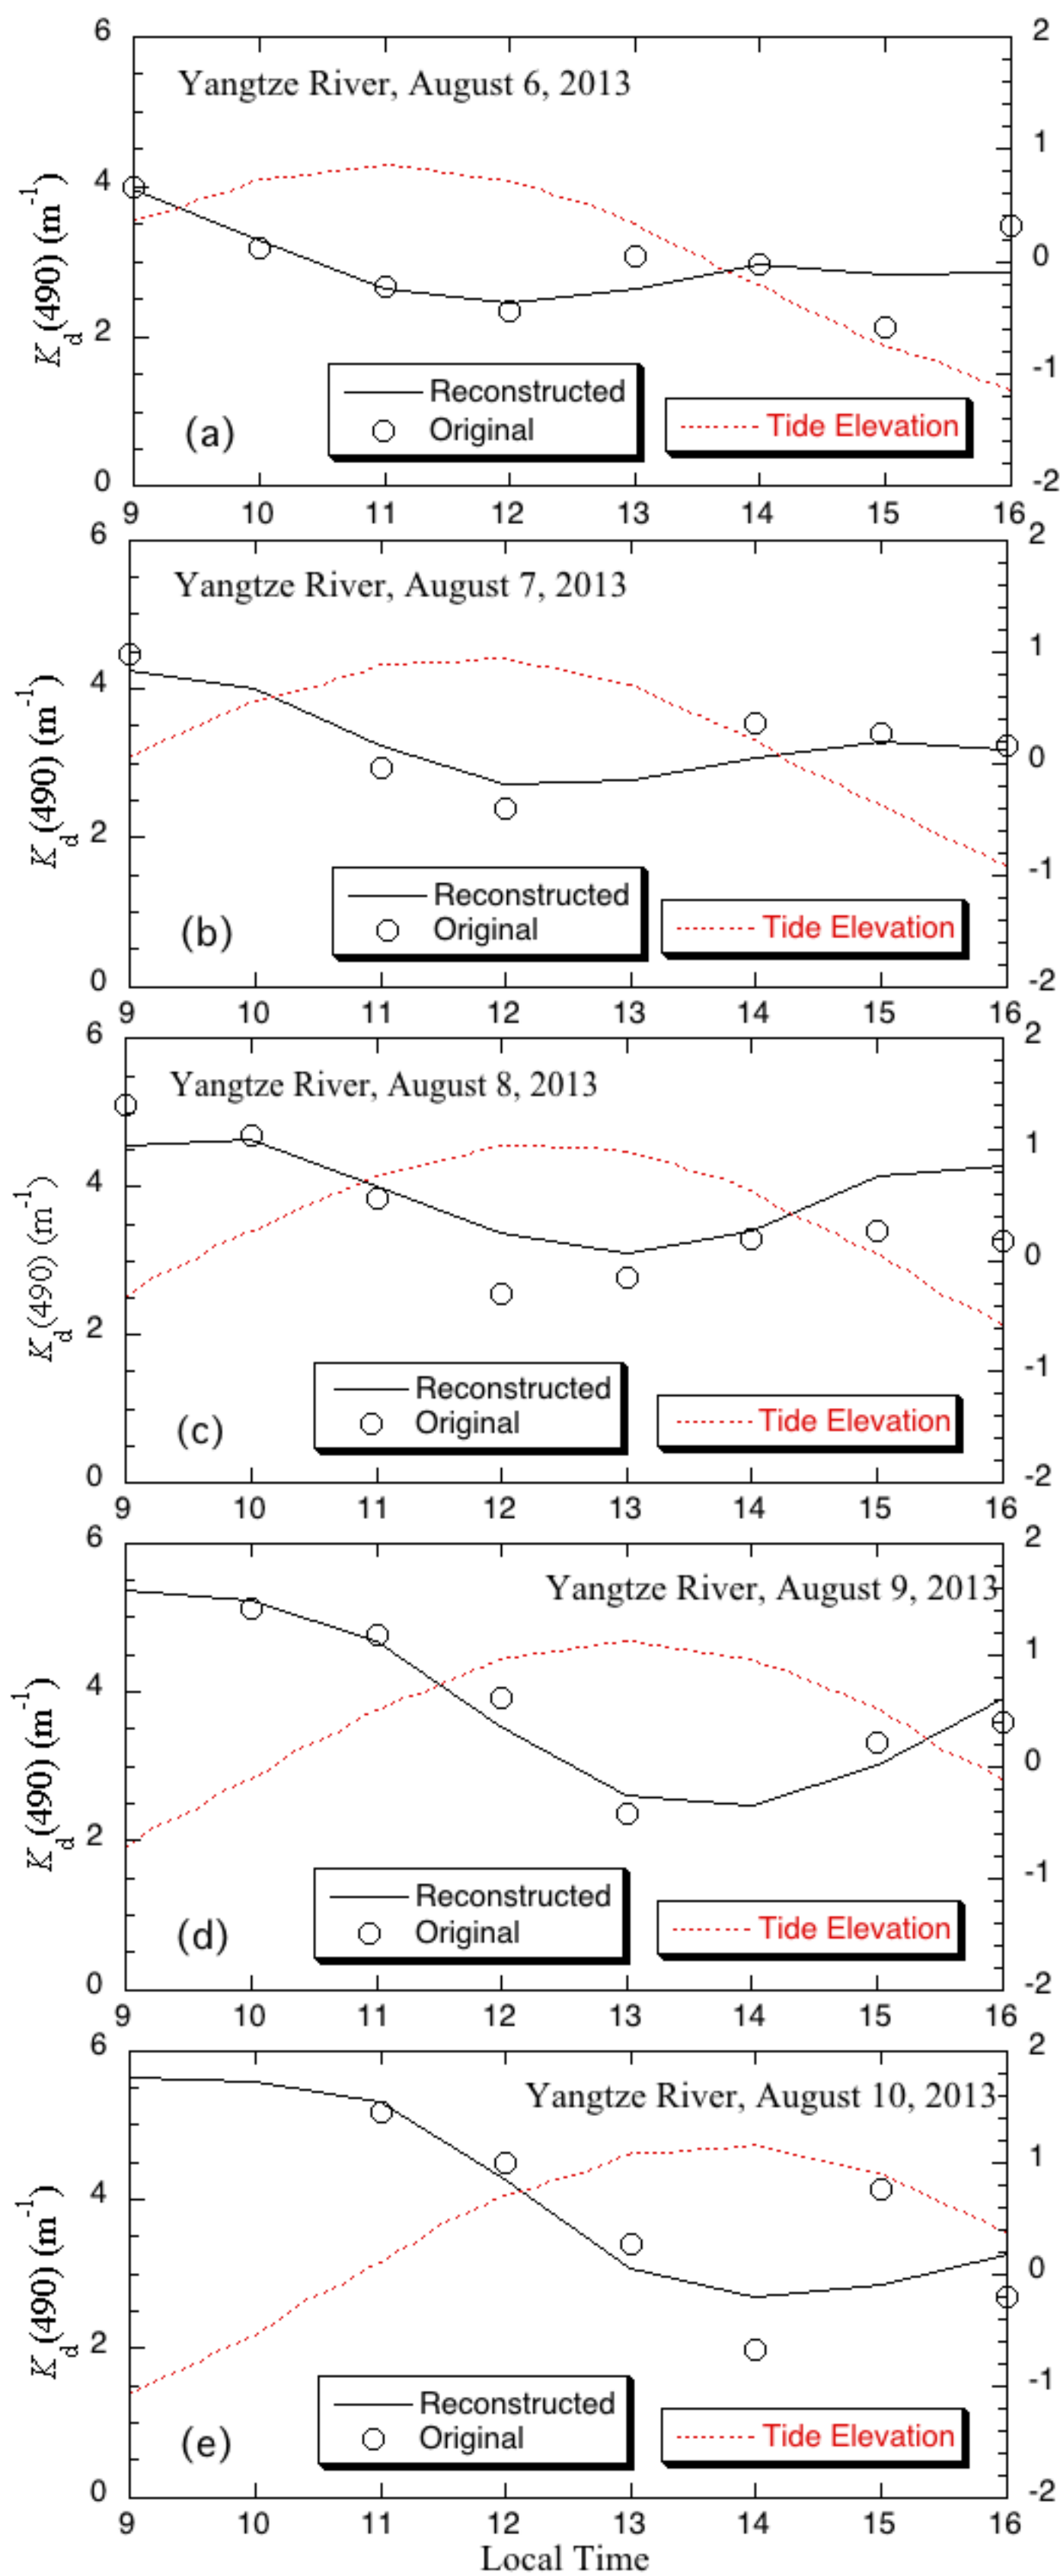 6
2
Yangtze River, August 6, 2013
1
4
K_d(490) (m^-1)
0
2
-1
Reconstructed
Original
Tide Elevation
(a)
0
-2
9 10 11 12 13 14 15 16
6
2
Yangtze River, August 7, 2013
1
4
K_d(490) (m^-1)
0
2
-1
Reconstructed
Original
Tide Elevation
(b)
0
-2
9 10 11 12 13 14 15 16
6
2
Yangtze River, August 8, 2013
1
4
K_d(490) (m^-1)
0
2
-1
Reconstructed
Original
Tide Elevation
(c)
0
-2
9 10 11 12 13 14 15 16
6
2
Yangtze River, August 9, 2013
1
4
K_d(490) (m^-1)
0
2
-1
Reconstructed
Original
Tide Elevation
(d)
0
-2
9 10 11 12 13 14 15 16
6
2
Yangtze River, August 10, 2013
1
4
K_d(490) (m^-1)
0
2
-1
Reconstructed
Original
Tide Elevation
(e)
0
-2
9 10 11 12 13 14 15 16
Local Time